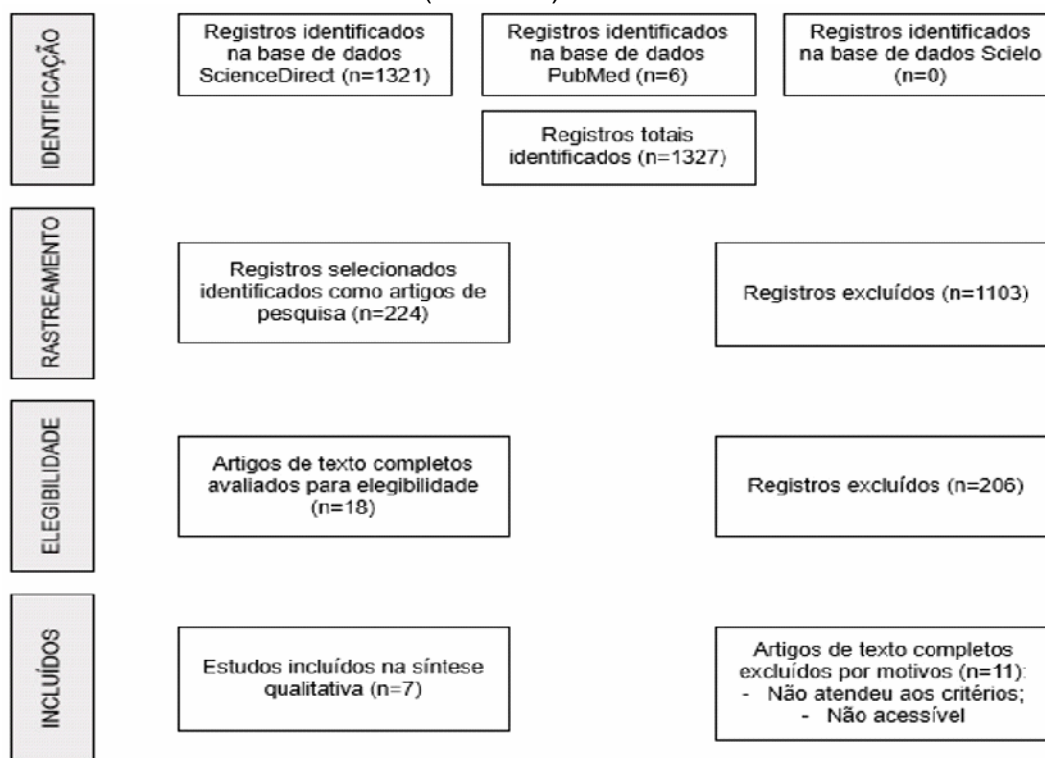 IDENTIFICAÇÃO
Registros identificados
na base de dados
ScienceDirect (n=1321)
Registros identificados
na base de dados
PubMed (n=6)
Registros identificados
na base de dados Scielo
(n=0)
Registros totais
identificados (n=1327)
RASTREAMENTO
Registros selecionados
identificados como artigos de
pesquisa (n=224)
Registros excluídos (n=1103)
ELEGIBILIDADE
Artigos de texto completos
avaliados para elegibilidade
(n=18)
Registros excluídos (n=206)
INCLUÍDOS
Estudos incluídos na síntese
qualitativa (n=7)
Artigos de texto completos
excluídos por motivos (n=11):
- Não atendeu aos critérios;
- Não acessível